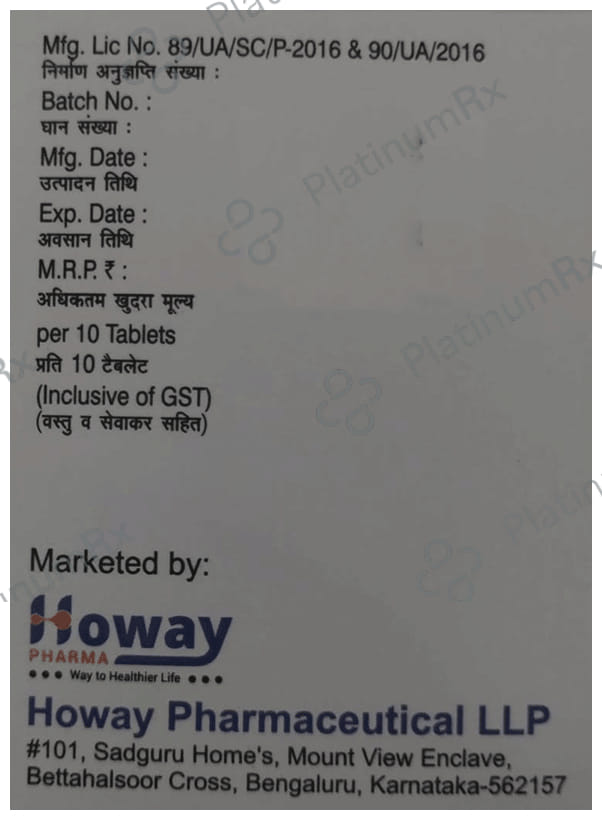 Mfg. Lic No. 89/UA/SC/P-2016 & 90/UA/2016
निर्माण अनुज्ञप्ति संख्या :
Batch No. :
घान संख्या :
Mfg. Date :
उत्पादन तिथि
Exp. Date :
अवसान तिथि
M.R.P. ₹ :
अधिकतम खुदरा मूल्य
per 10 Tablets
प्रति 10 टैबलेट
(Inclusive of GST)
(वस्तु व सेवाकर सहित)
Marketed by:
Howay
PHARMA
••• Way to Healthier Life •••
Howay Pharmaceutical LLP
#101, Sadguru Home's, Mount View Enclave,
Bettahalsoor Cross, Bengaluru, Karnataka-562157
PlatinumRx
PlatinumRx